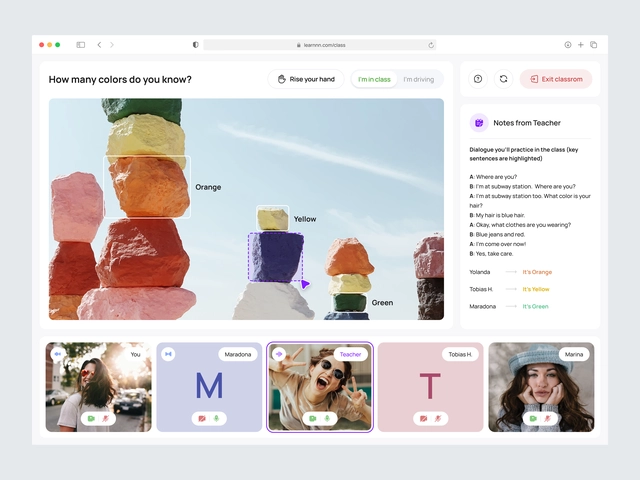 learnnn.com/class
How many colors do you know?
Rise your hand
I'm in class
I'm driving
Exit classrom
Orange
Yellow
Green
Notes from Teacher
Dialogue you'll practice in the class (key
sentences are highlighted)
A: Where are you?
B: I'm at subway station. Where are you?
A: I'm at subway station too. What color is your
hair?
B: My hair is blue hair.
A: Okay, what clothes are you wearing?
B: Blue jeans and red.
A: I'm come over now!
B: Yes, take care.
Yolanda
It's Orange
Tobias H.
It's Yellow
Maradona
It's Green
You
Maradona
M
Teacher
Tobias H.
T
Marina